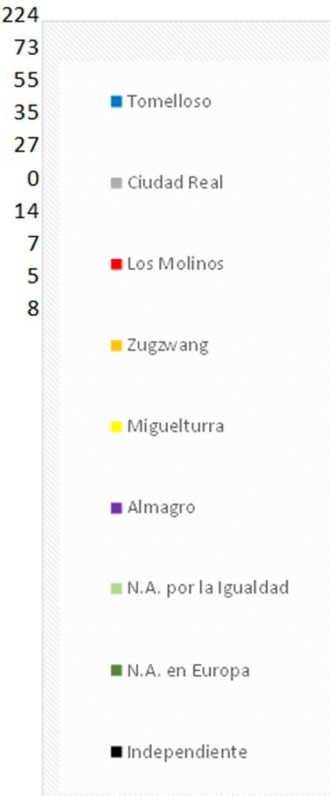 224
73
55
35
27
0
14
7
5
8
Tomelloso
Ciudad Real
Los Molinos
Zugzwang
Miguelturra
Almagro
N.A. por la Igualdad
N.A. en Europa
Independiente